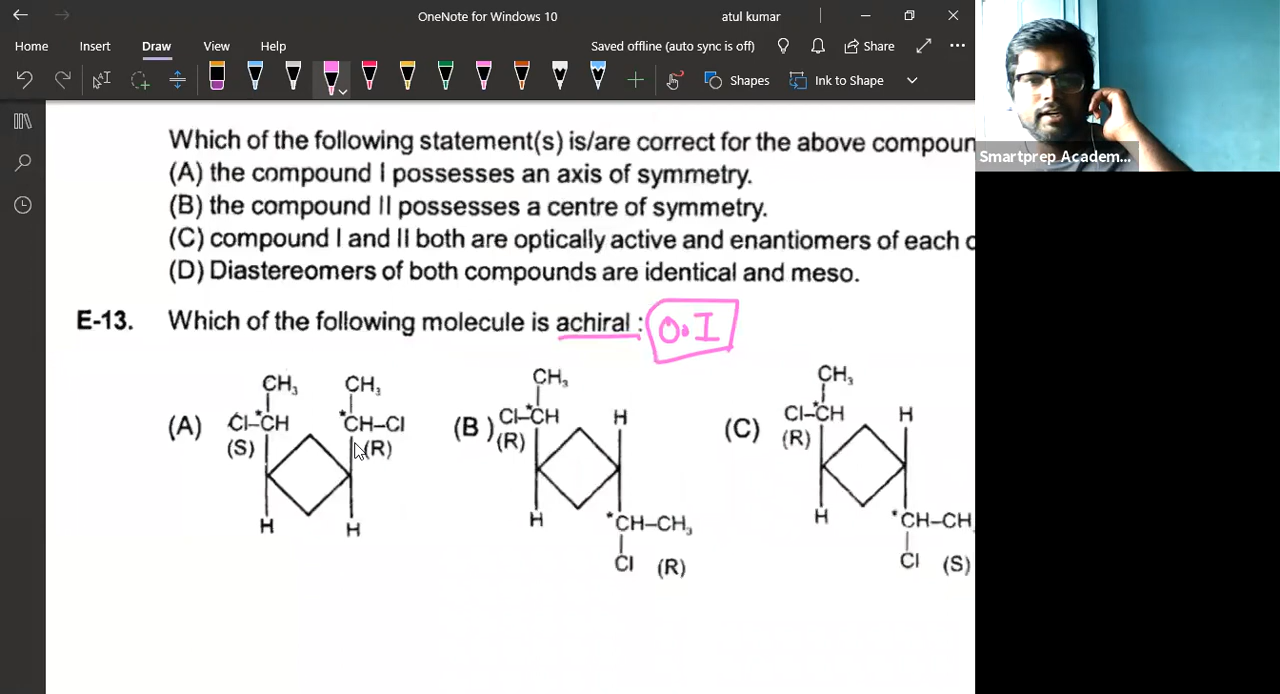 OneNote for Windows 10
atul kumar
Home Insert Draw View Help
Saved offline (auto sync is off)
Share
Shapes
Ink to Shape
Smartprep Academ...
Which of the following statement(s) is/are correct for the above compoun
(A) the compound I possesses an axis of symmetry.
(B) the compound II possesses a centre of symmetry.
(C) compound I and II both are optically active and enantiomers of each o
(D) Diastereomers of both compounds are identical and meso.
E-13. Which of the following molecule is achiral : O.I
(A)
CH₃ CH₃
Cl–*CH *CH–Cl
(S) (R)
H H
(B)
CH₃
Cl–*CH H
(R)
H *CH–CH₃
Cl (R)
(C)
CH₃
Cl–*CH H
(R)
H *CH–CH
Cl (S)